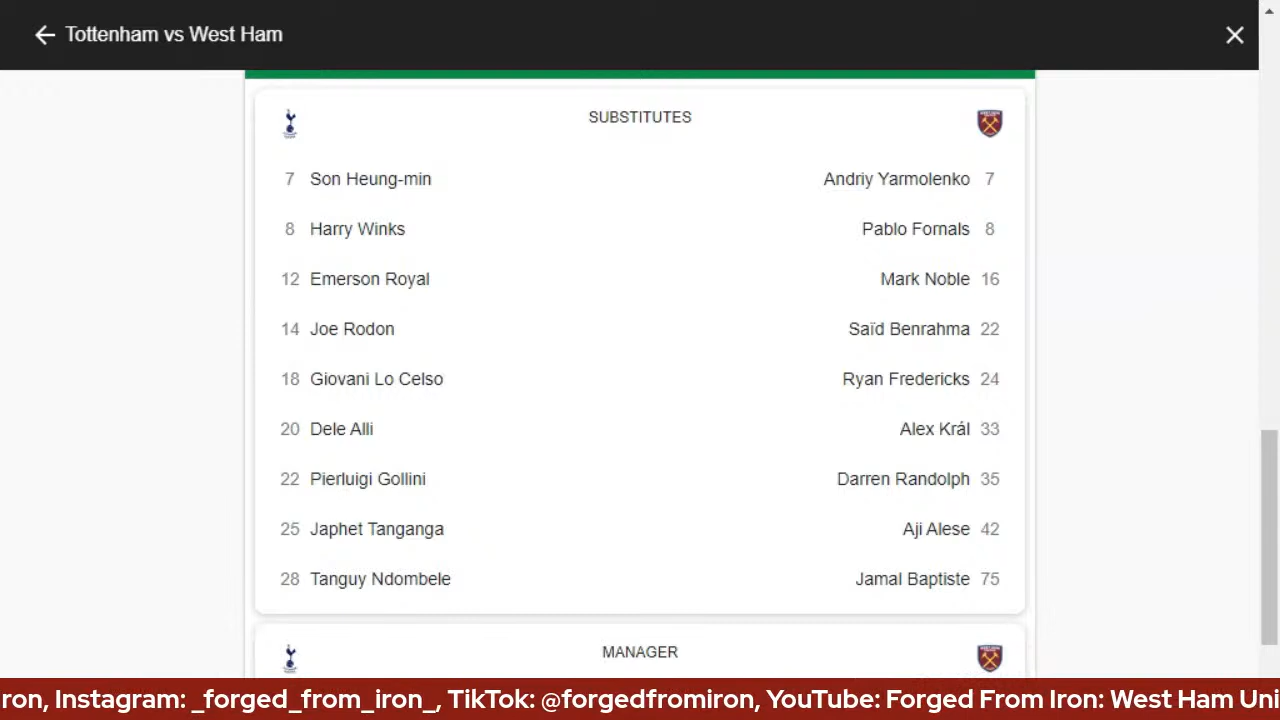 Tottenham vs West Ham
SUBSTITUTES
7 Son Heung-min Andriy Yarmolenko 7
8 Harry Winks Pablo Fornals 8
12 Emerson Royal Mark Noble 16
14 Joe Rodon Saïd Benrahma 22
18 Giovani Lo Celso Ryan Fredericks 24
20 Dele Alli Alex Král 33
22 Pierluigi Gollini Darren Randolph 35
25 Japhet Tanganga Aji Alese 42
28 Tanguy Ndombele Jamal Baptiste 75
MANAGER
ron, Instagram: _forged_from_iron_, TikTok: @forgedfromiron, YouTube: Forged From Iron: West Ham Uni